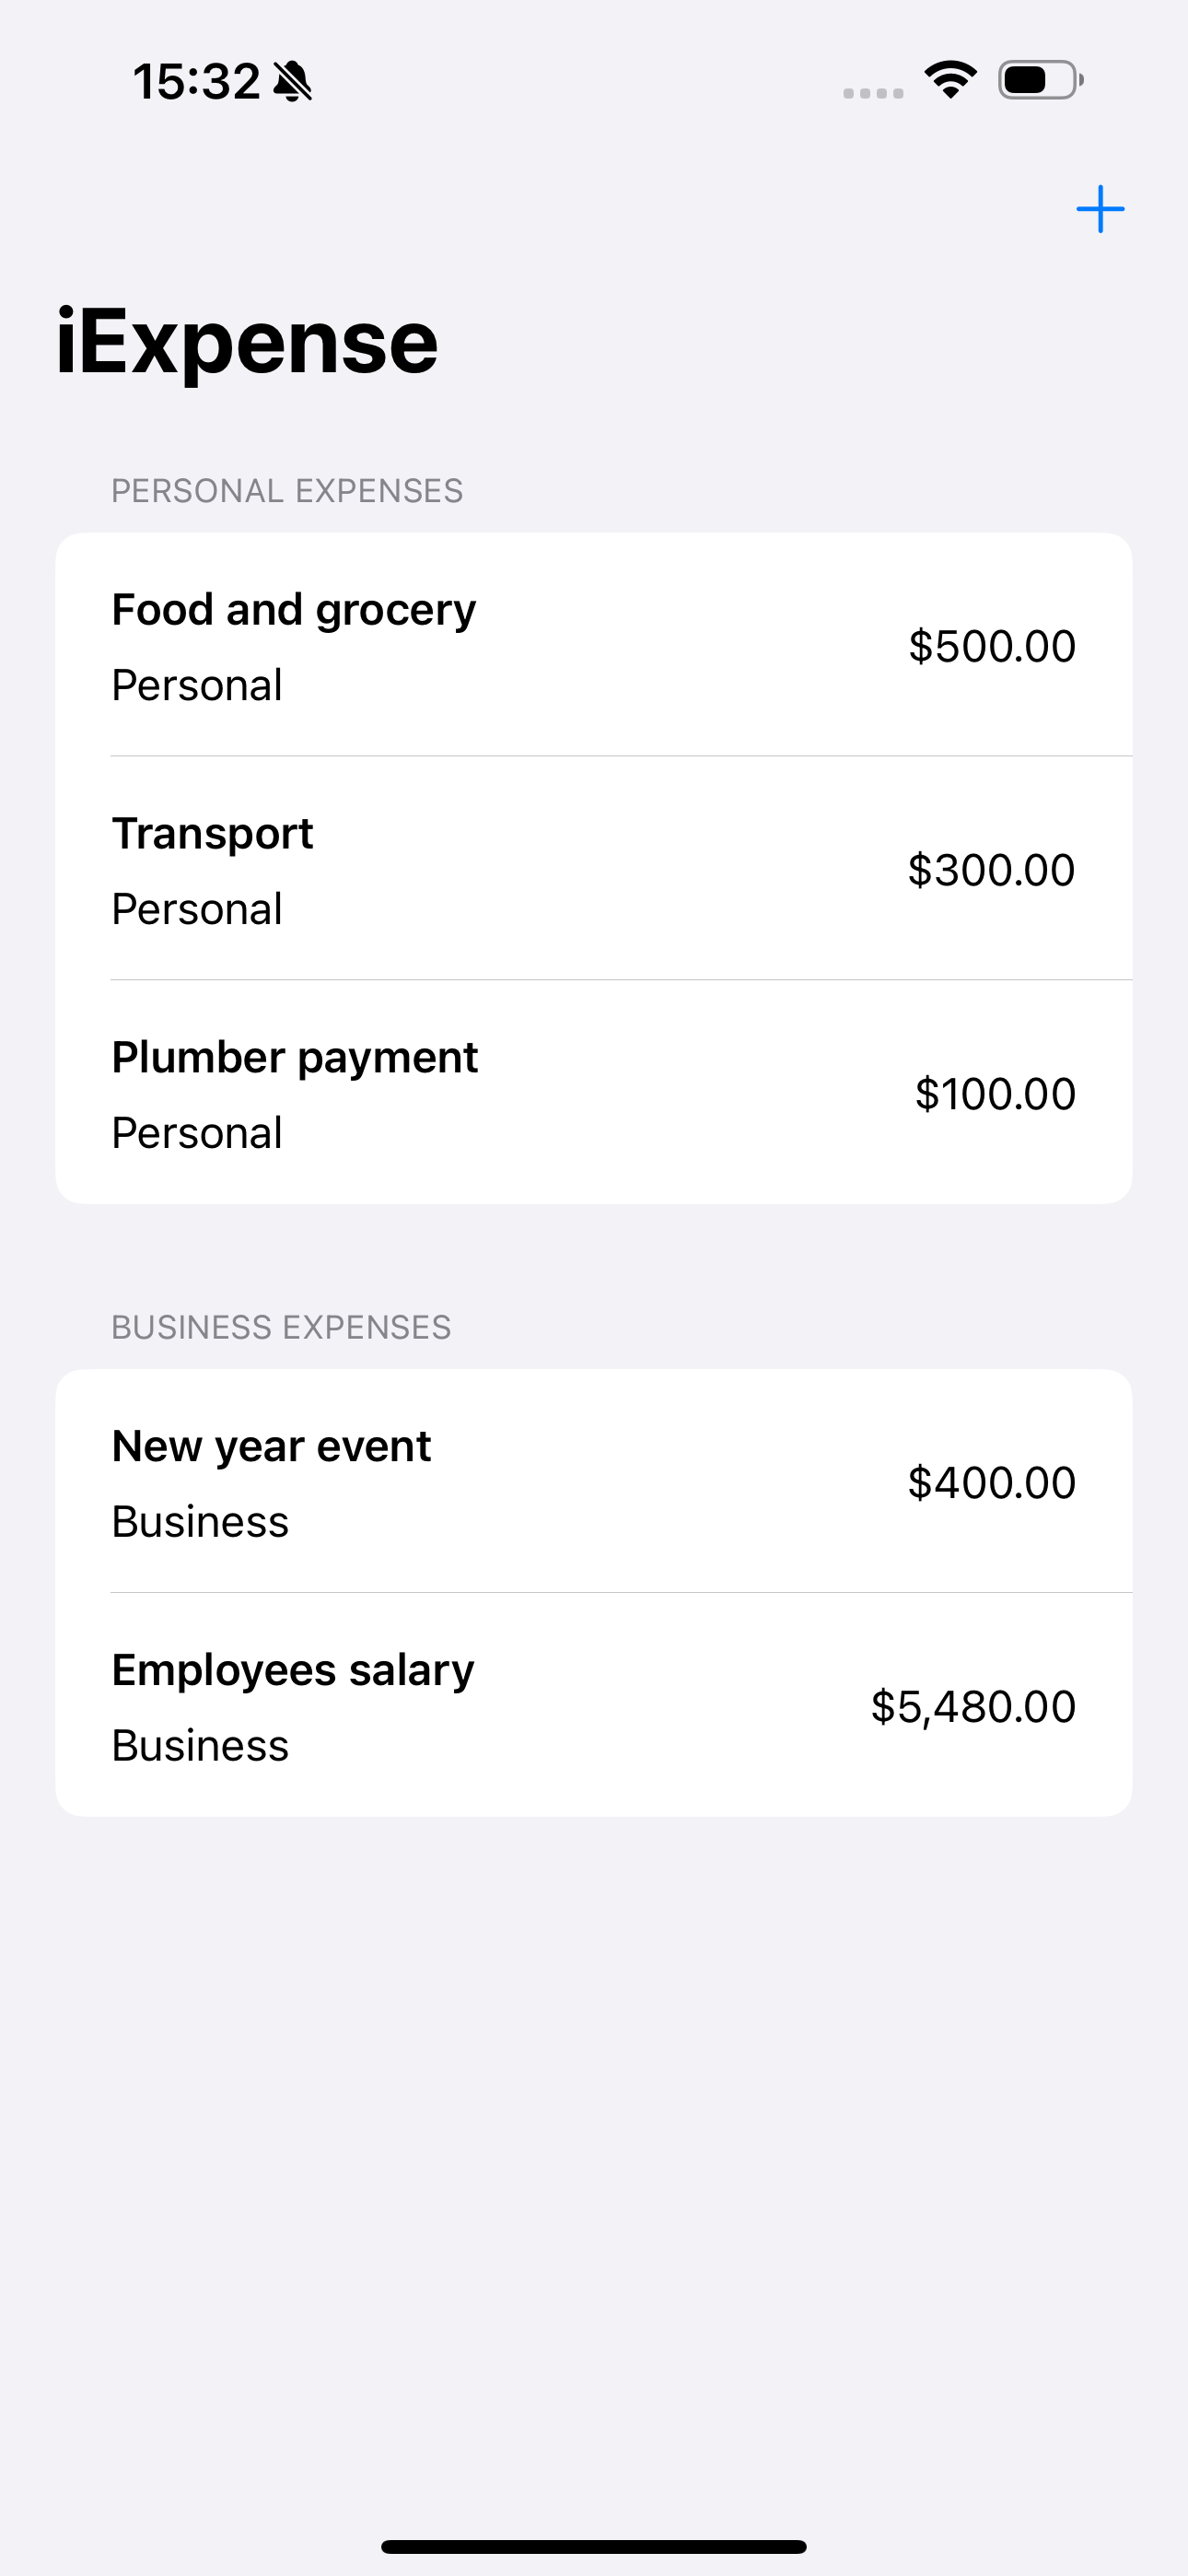 15:32
iExpense
PERSONAL EXPENSES
Food and grocery
Personal
$500.00
Transport
Personal
$300.00
Plumber payment
Personal
$100.00
BUSINESS EXPENSES
New year event
Business
$400.00
Employees salary
Business
$5,480.00